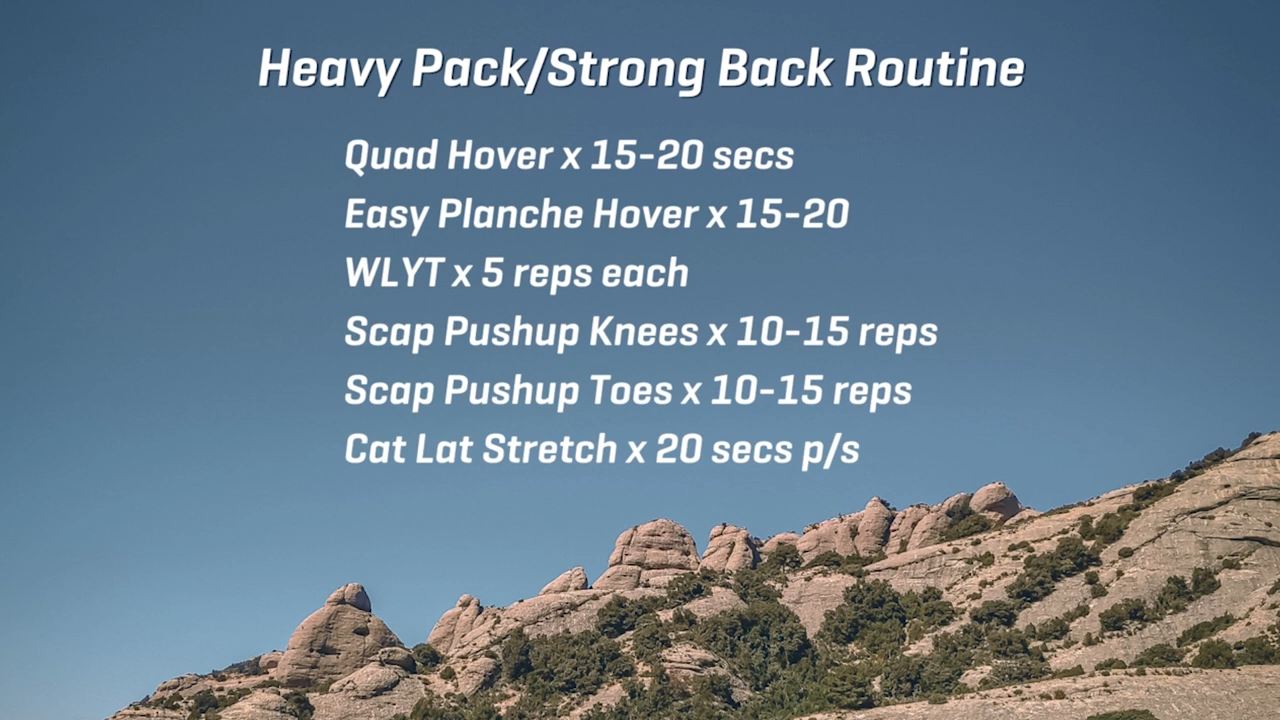 Heavy Pack/Strong Back Routine
Quad Hover x 15-20 secs
Easy Planche Hover x 15-20
WLYT x 5 reps each
Scap Pushup Knees x 10-15 reps
Scap Pushup Toes x 10-15 reps
Cat Lat Stretch x 20 secs p/s